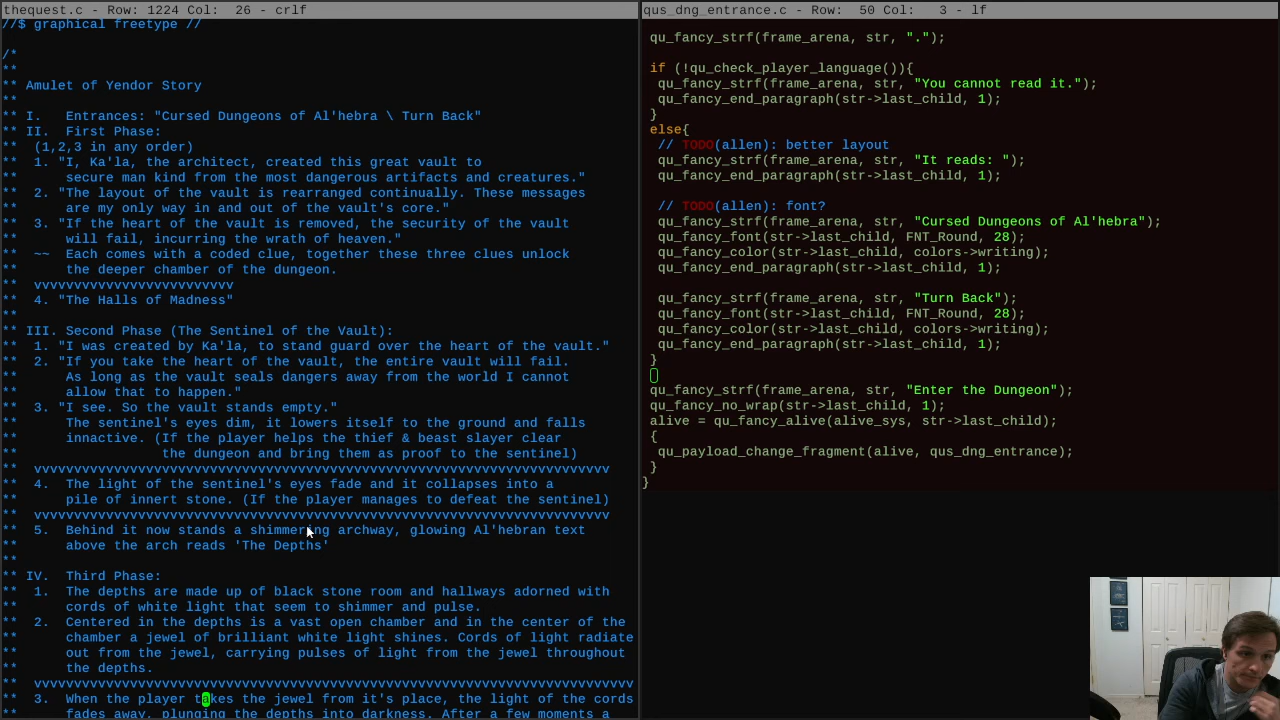 thequest.c - Row: 1224 Col:  26 - crlf
//$ graphical freetype //
/*
**
** Amulet of Yendor Story
**
** I.   Entrances: "Cursed Dungeons of Al'hebra \ Turn Back"
** II.  First Phase:
**  (1,2,3 in any order)
**  1. "I, Ka'la, the architect, created this great vault to
**      secure man kind from the most dangerous artifacts and creatures."
**  2. "The layout of the vault is rearranged continually. These messages
**      are my only way in and out of the vault's core."
**  3. "If the heart of the vault is removed, the security of the vault
**      will fail, incurring the wrath of heaven."
**  ~~  Each comes with a coded clue, together these three clues unlock
**      the deeper chamber of the dungeon.
**  vvvvvvvvvvvvvvvvvvvvvvvvv
**  4. "The Halls of Madness"
**
** III. Second Phase (The Sentinel of the Vault):
**  1. "I was created by Ka'la, to stand guard over the heart of the vault."
**  2. "If you take the heart of the vault, the entire vault will fail.
**      As long as the vault seals dangers away from the world I cannot
**      allow that to happen."
**  3. "I see. So the vault stands empty."
**      The sentinel's eyes dim, it lowers itself to the ground and falls
**      innactive. (If the player helps the thief & beast slayer clear
**                  the dungeon and bring them as proof to the sentinel)
**  vvvvvvvvvvvvvvvvvvvvvvvvvvvvvvvvvvvvvvvvvvvvvvvvvvvvvvvvvvvvvvvvvvvvvvvv
**  4.  The light of the sentinel's eyes fade and it collapses into a
**      pile of innert stone. (If the player manages to defeat the sentinel)
**  vvvvvvvvvvvvvvvvvvvvvvvvvvvvvvvvvvvvvvvvvvvvvvvvvvvvvvvvvvvvvvvvvvvvvvvv
**  5.  Behind it now stands a shimmering archway, glowing Al'hebran text
**      above the arch reads 'The Depths'
**
** IV.  Third Phase:
**  1.  The depths are made up of black stone room and hallways adorned with
**      cords of white light that seem to shimmer and pulse.
**  2.  Centered in the depths is a vast open chamber and in the center of the
**      chamber a jewel of brilliant white light shines. Cords of light radiate
**      out from the jewel, carrying pulses of light from the jewel throughout
**      the depths.
**  vvvvvvvvvvvvvvvvvvvvvvvvvvvvvvvvvvvvvvvvvvvvvvvvvvvvvvvvvvvvvvvvvvvvvvvvvvv
**  3.  When the player takes the jewel from it's place, the light of the cords
**      fades away, plunging the depths into darkness. After a few moments a
qus_dng_entrance.c - Row:  50 Col:   3 - lf
qu_fancy_strf(frame_arena, str, ".");
if (!qu_check_player_language()){
qu_fancy_strf(frame_arena, str, "You cannot read it.");
qu_fancy_end_paragraph(str->last_child, 1);
}
else{
// TODO(allen): better layout
qu_fancy_strf(frame_arena, str, "It reads: ");
qu_fancy_end_paragraph(str->last_child, 1);
// TODO(allen): font?
qu_fancy_strf(frame_arena, str, "Cursed Dungeons of Al'hebra");
qu_fancy_font(str->last_child, FNT_Round, 28);
qu_fancy_color(str->last_child, colors->writing);
qu_fancy_end_paragraph(str->last_child, 1);
qu_fancy_strf(frame_arena, str, "Turn Back");
qu_fancy_font(str->last_child, FNT_Round, 28);
qu_fancy_color(str->last_child, colors->writing);
qu_fancy_end_paragraph(str->last_child, 1);
}
qu_fancy_strf(frame_arena, str, "Enter the Dungeon");
qu_fancy_no_wrap(str->last_child, 1);
alive = qu_fancy_alive(alive_sys, str->last_child);
{
qu_payload_change_fragment(alive, qus_dng_entrance);
}
}